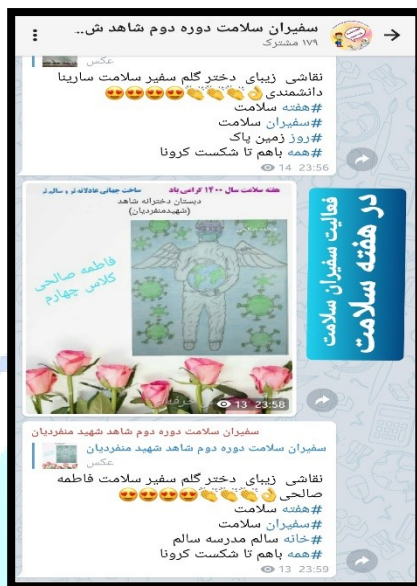 سفیران سلامت دوره دوم شاهد ش...
۱۷۹ مشترک
عکس
نقاشی زیبای دختر گلم سفیر سلامت سارینا
دانشمندی👌👏👏👏👏😍😍😍😍
#هفته سلامت
#سفیران سلامت
#روز زمین پاک
#همه باهم تا شکست کرونا
14 23:56
هفته سلامت سال ۱۴۰۰ گرامی باد
ساخت جهانی عادلانه تر و سالم تر
دبستان دخترانه شاهد
(شهیدمنفردیان)
فاطمه صالحی
کلاس چهارم
13 23:58
فعالیت سفیران سلامت
در هفته سلامت
سفیران سلامت دوره دوم شاهد شهید منفردیان
سفیران سلامت دوره دوم شاهد شهید منفردیان
عکس
نقاشی زیبای دختر گلم سفیر سلامت فاطمه
صالحی👌👏👏👏👏😍😍😍😍
#هفته سلامت
#سفیران سلامت
#خانه سالم مدرسه سالم
#همه باهم تا شکست کرونا
13 23:59